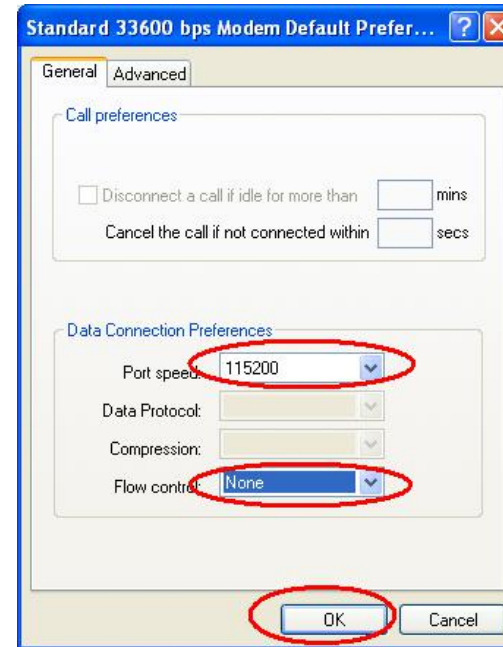 Standard 33600 bps Modem Default Prefer...
General Advanced
Call preferences
Disconnect a call if idle for more than mins
Cancel the call if not connected within secs
Data Connection Preferences
Port speed: 115200
Data Protocol:
Compression:
Flow control: None
OK Cancel